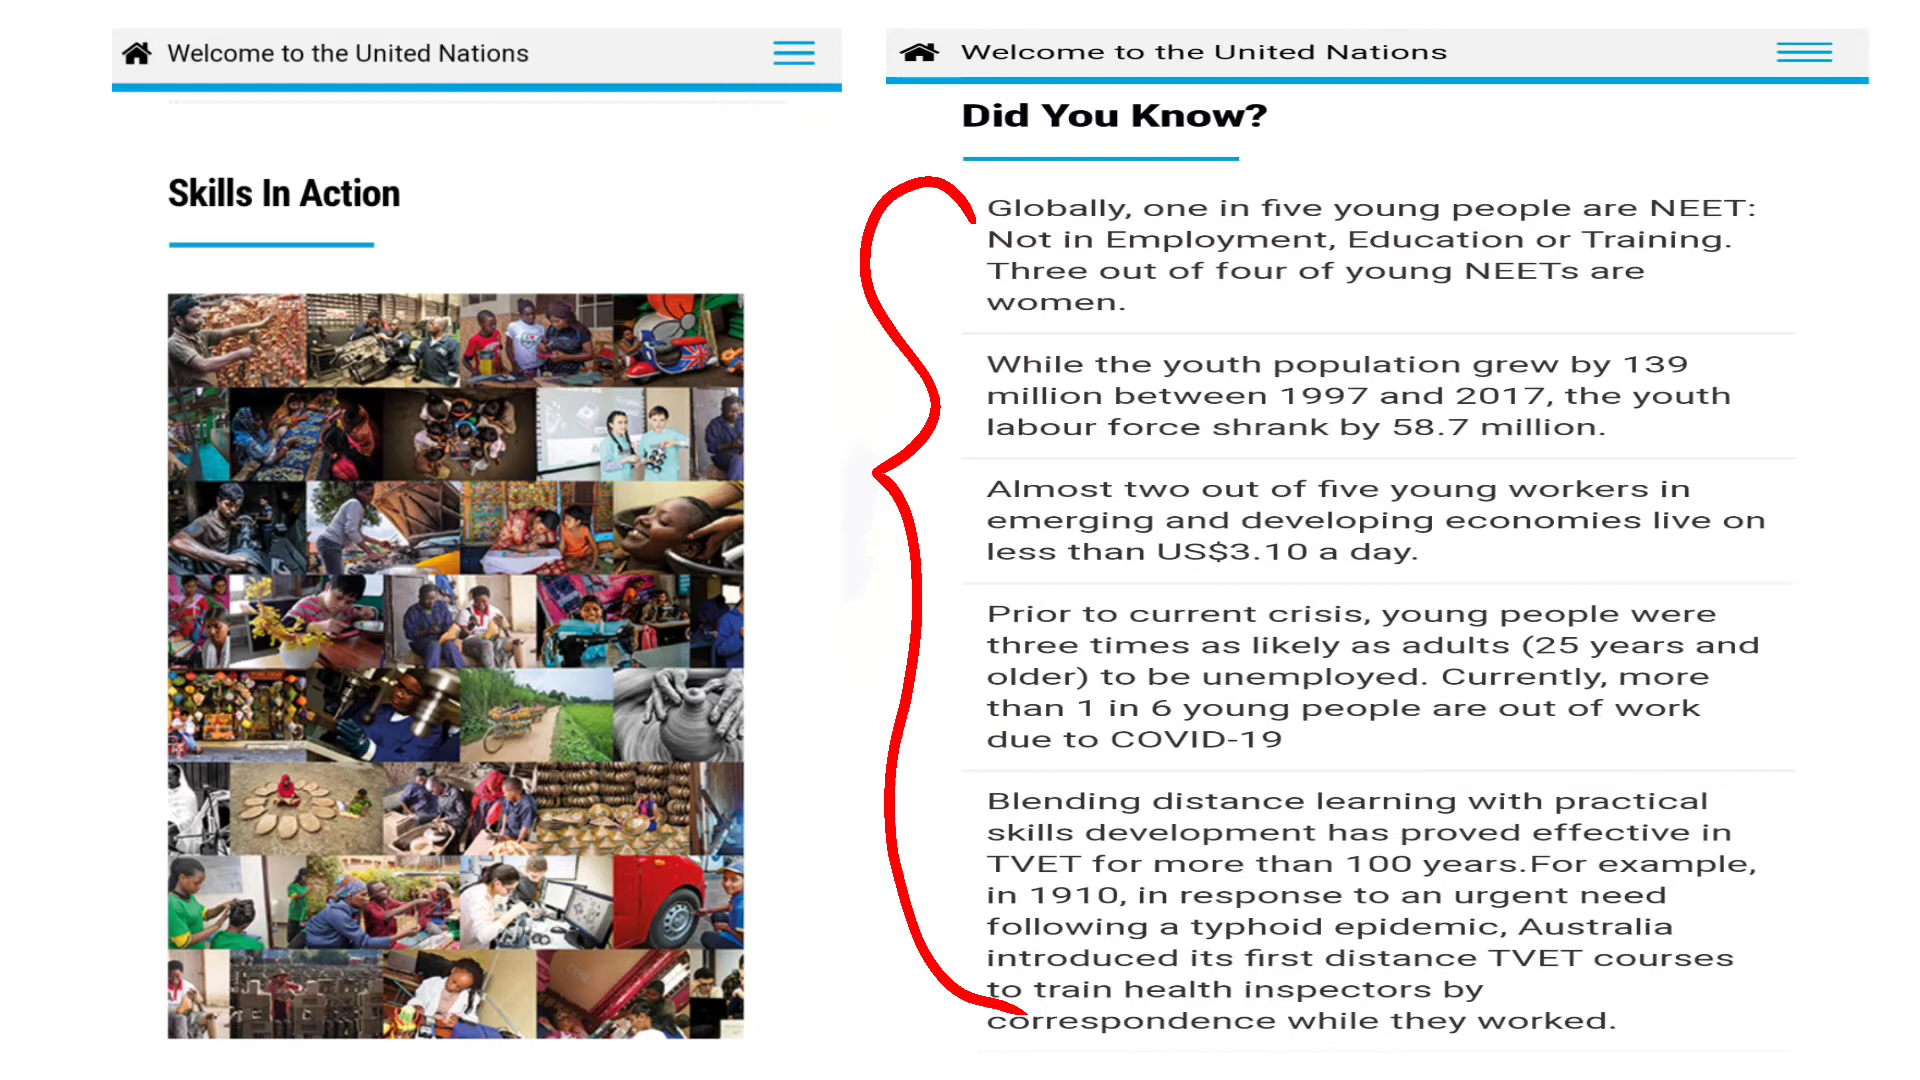 Welcome to the United Nations
Skills In Action
Welcome to the United Nations
Did You Know?
Globally, one in five young people are NEET:
Not in Employment, Education or Training.
Three out of four of young NEETs are
women.
While the youth population grew by 139
million between 1997 and 2017, the youth
labour force shrank by 58.7 million.
Almost two out of five young workers in
emerging and developing economies live on
less than US$3.10 a day.
Prior to current crisis, young people were
three times as likely as adults (25 years and
older) to be unemployed. Currently, more
than 1 in 6 young people are out of work
due to COVID-19
Blending distance learning with practical
skills development has proved effective in
TVET for more than 100 years.For example,
in 1910, in response to an urgent need
following a typhoid epidemic, Australia
introduced its first distance TVET courses
to train health inspectors by
correspondence while they worked.